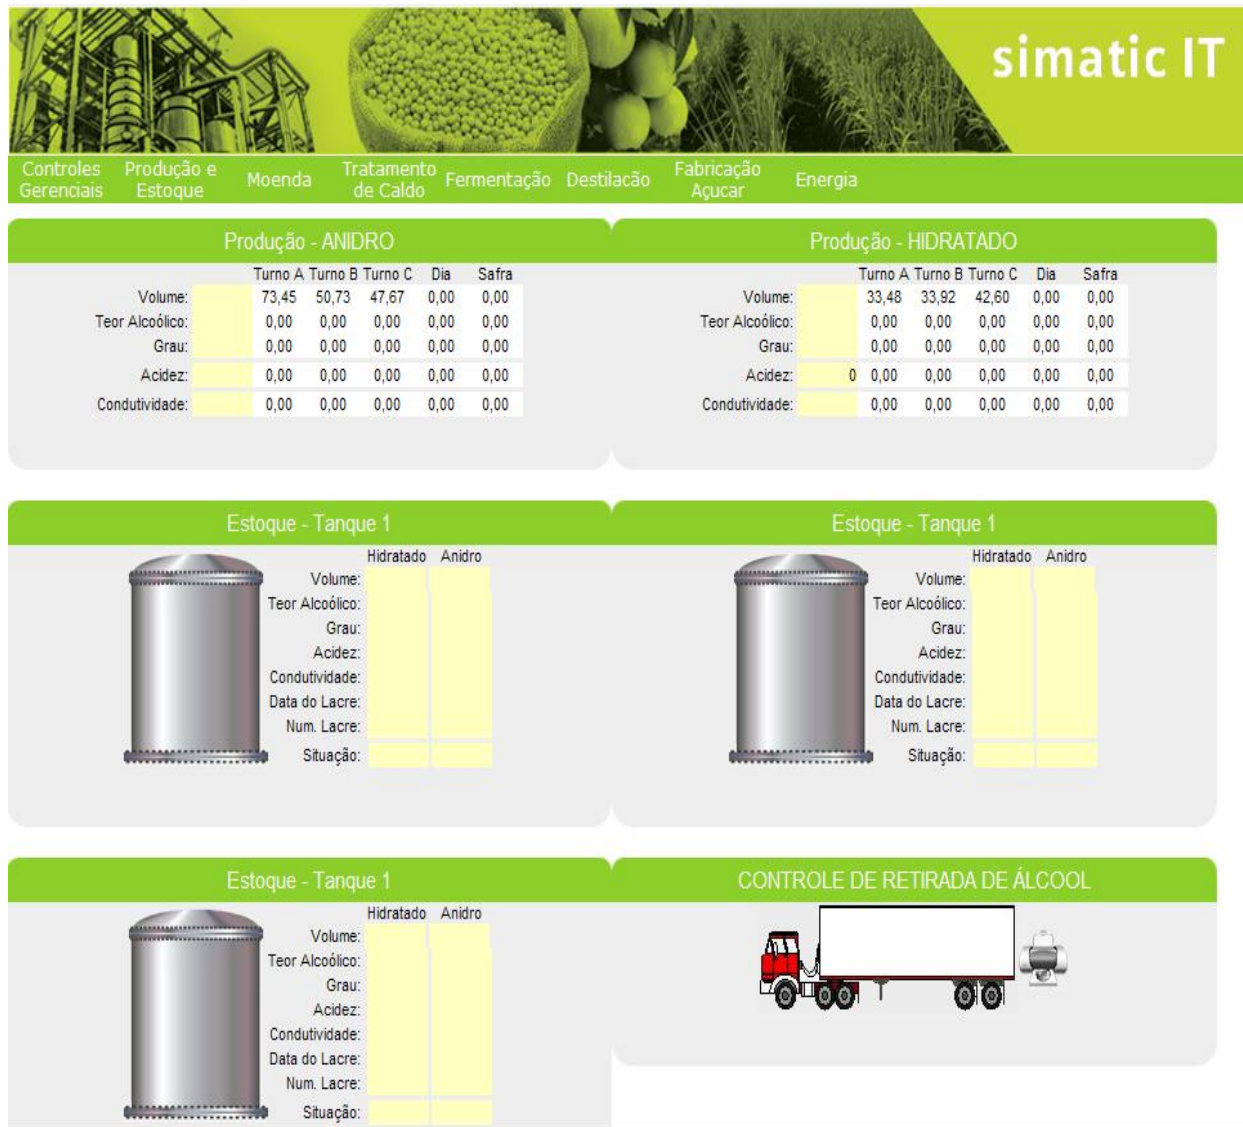 simatic IT
Controles Gerenciais Produção e Estoque Moenda Tratamento de Caldo Fermentação Destilacão Fabricação Açucar Energia
Produção - ANIDRO
Turno A Turno B Turno C Dia Safra
Volume: 73,45 50,73 47,67 0,00 0,00
Teor Alcoólico: 0,00 0,00 0,00 0,00 0,00
Grau: 0,00 0,00 0,00 0,00 0,00
Acidez: 0,00 0,00 0,00 0,00 0,00
Condutividade: 0,00 0,00 0,00 0,00 0,00
Produção - HIDRATADO
Turno A Turno B Turno C Dia Safra
Volume: 33,48 33,92 42,60 0,00 0,00
Teor Alcoólico: 0,00 0,00 0,00 0,00 0,00
Grau: 0,00 0,00 0,00 0,00 0,00
Acidez: 0 0,00 0,00 0,00 0,00 0,00
Condutividade: 0,00 0,00 0,00 0,00 0,00
Estoque - Tanque 1
Hidratado Anidro
Volume:
Teor Alcoólico:
Grau:
Acidez:
Condutividade:
Data do Lacre:
Num. Lacre:
Situação:
Estoque - Tanque 1
Hidratado Anidro
Volume:
Teor Alcoólico:
Grau:
Acidez:
Condutividade:
Data do Lacre:
Num. Lacre:
Situação:
Estoque - Tanque 1
Hidratado Anidro
Volume:
Teor Alcoólico:
Grau:
Acidez:
Condutividade:
Data do Lacre:
Num. Lacre:
Situação:
CONTROLE DE RETIRADA DE ÁLCOOL